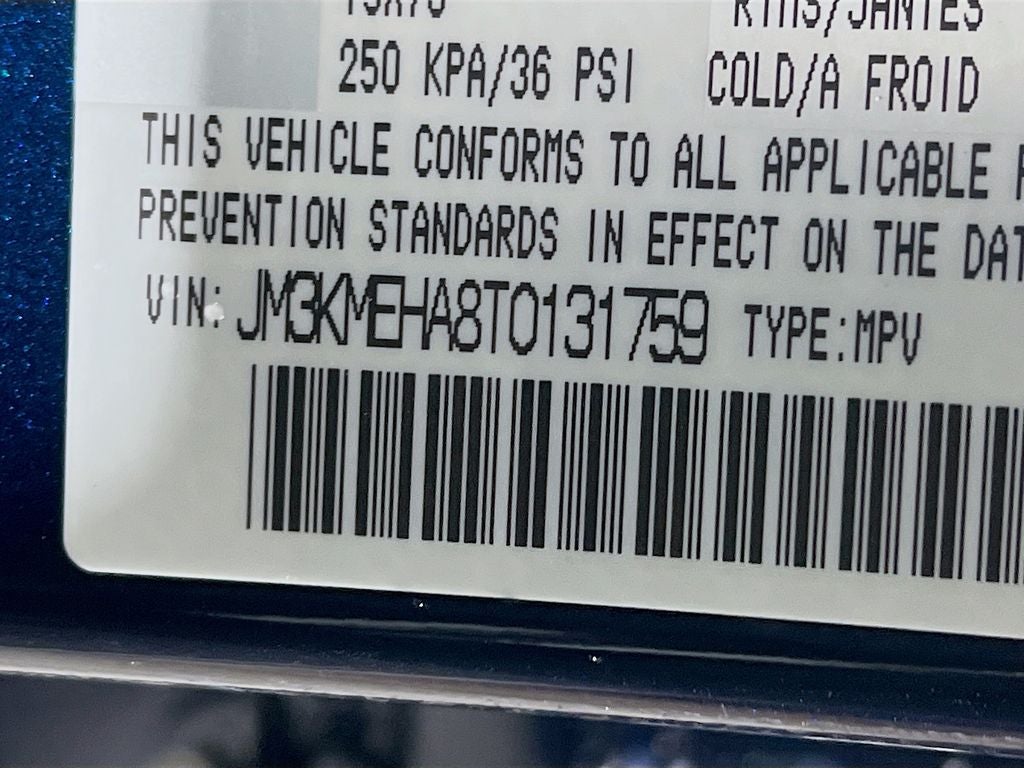 250 KPA/36 PSI COLD/A FROID
THIS VEHICLE CONFORMS TO ALL APPLICABLE
PREVENTION STANDARDS IN EFFECT ON THE DAT
VIN: JM3KMEHA8T0131759 TYPE:MPV